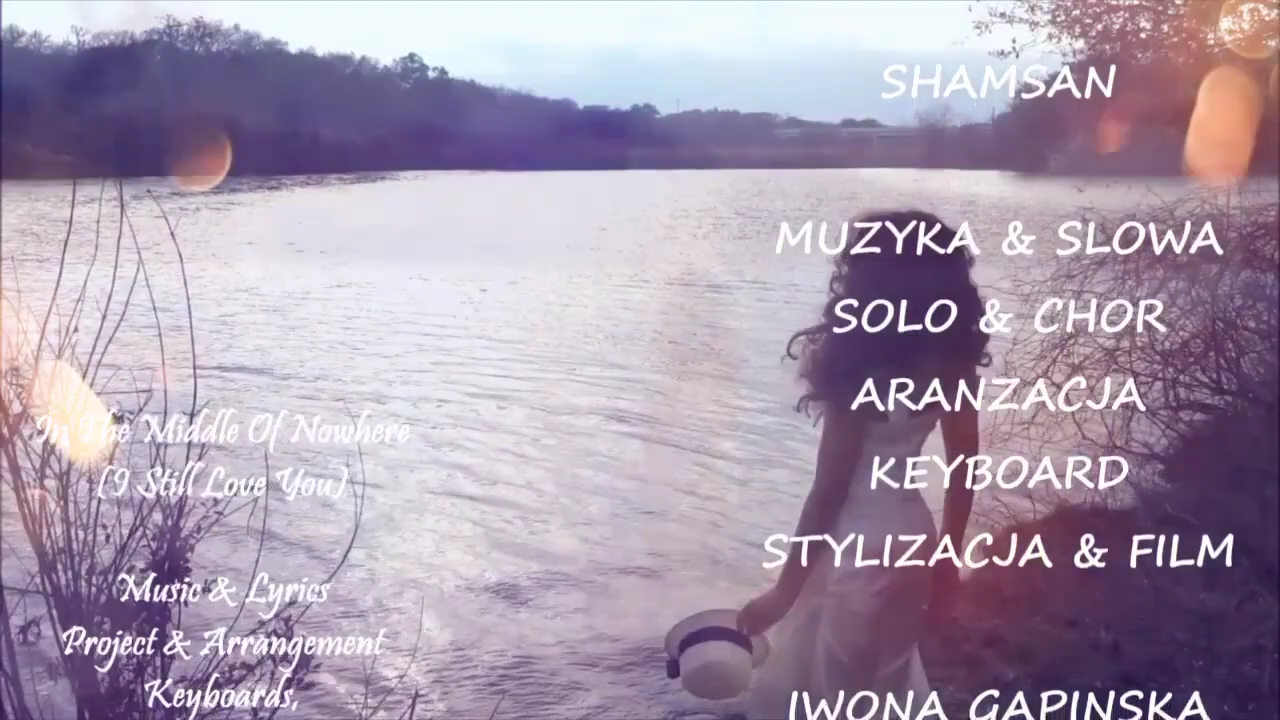 SHAMSAN
MUZYKA & SLOWA
SOLO & CHOR
ARANZACJA
KEYBOARD
STYLIZACJA & FILM
IWONA GAPINSKA
In The Middle Of Nowhere
(I Still Love You)
Music & Lyrics
Project & Arrangement
Keyboards,